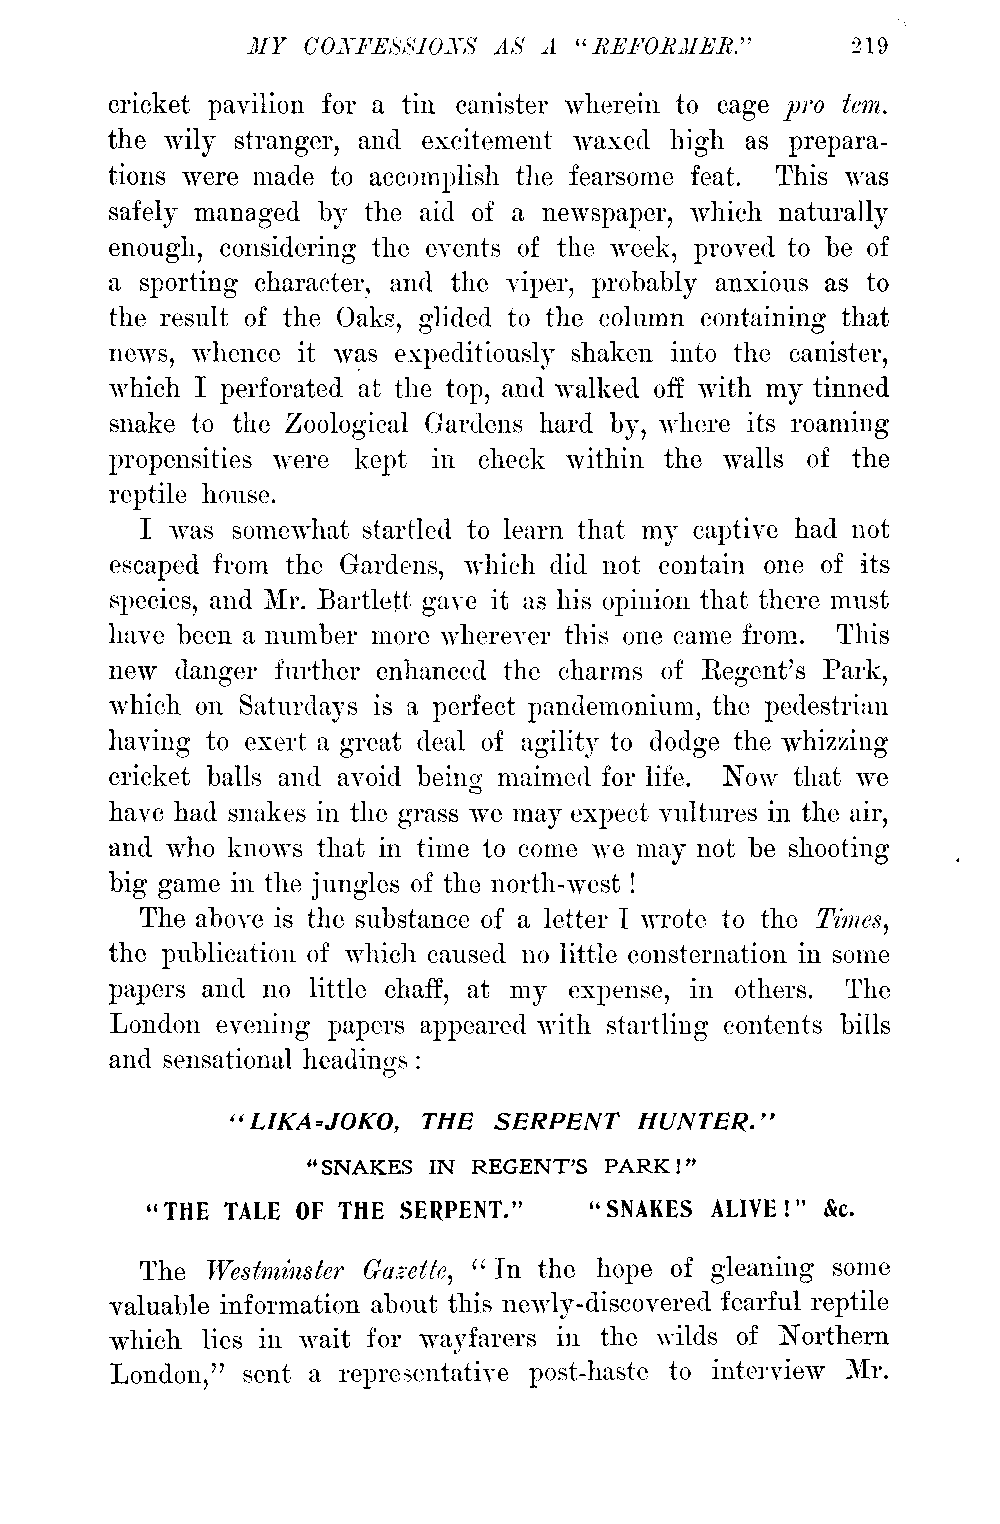 MY CONFESSIONS AS A “REFORMER.” 219
cricket pavilion for a tin canister wherein to cage pro tem.
the wily stranger, and excitement waxed high as prepara-
tions were made to accomplish the fearsome feat. This was
safely managed by the aid of a newspaper, which naturally
enough, considering the events of the week, proved to be of
a sporting character, and the viper, probably anxious as to
the result of the Oaks, glided to the column containing that
news, whence it was expeditiously shaken into the canister,
which I perforated at the top, and walked off with my tinned
snake to the Zoological Gardens hard by, where its roaming
propensities were kept in check within the walls of the
reptile house.
I was somewhat startled to learn that my captive had not
escaped from the Gardens, which did not contain one of its
species, and Mr. Bartlett gave it as his opinion that there must
have been a number more wherever this one came from. This
new danger further enhanced the charms of Regent’s Park,
which on Saturdays is a perfect pandemonium, the pedestrian
having to exert a great deal of agility to dodge the whizzing
cricket balls and avoid being maimed for life. Now that we
have had snakes in the grass we may expect vultures in the air,
and who knows that in time to come we may not be shooting
big game in the jungles of the north-west !
The above is the substance of a letter I wrote to the Times,
the publication of which caused no little consternation in some
papers and no little chaff, at my expense, in others. The
London evening papers appeared with startling contents bills
and sensational headings :
“LIKA-JOKO, THE SERPENT HUNTER.”
“SNAKES IN REGENT’S PARK!”
“THE TALE OF THE SERPENT.” “SNAKES ALIVE!” &c.
The Westminster Gazette, “In the hope of gleaning some
valuable information about this newly-discovered fearful reptile
which lies in wait for wayfarers in the wilds of Northern
London,” sent a representative post-haste to interview Mr.